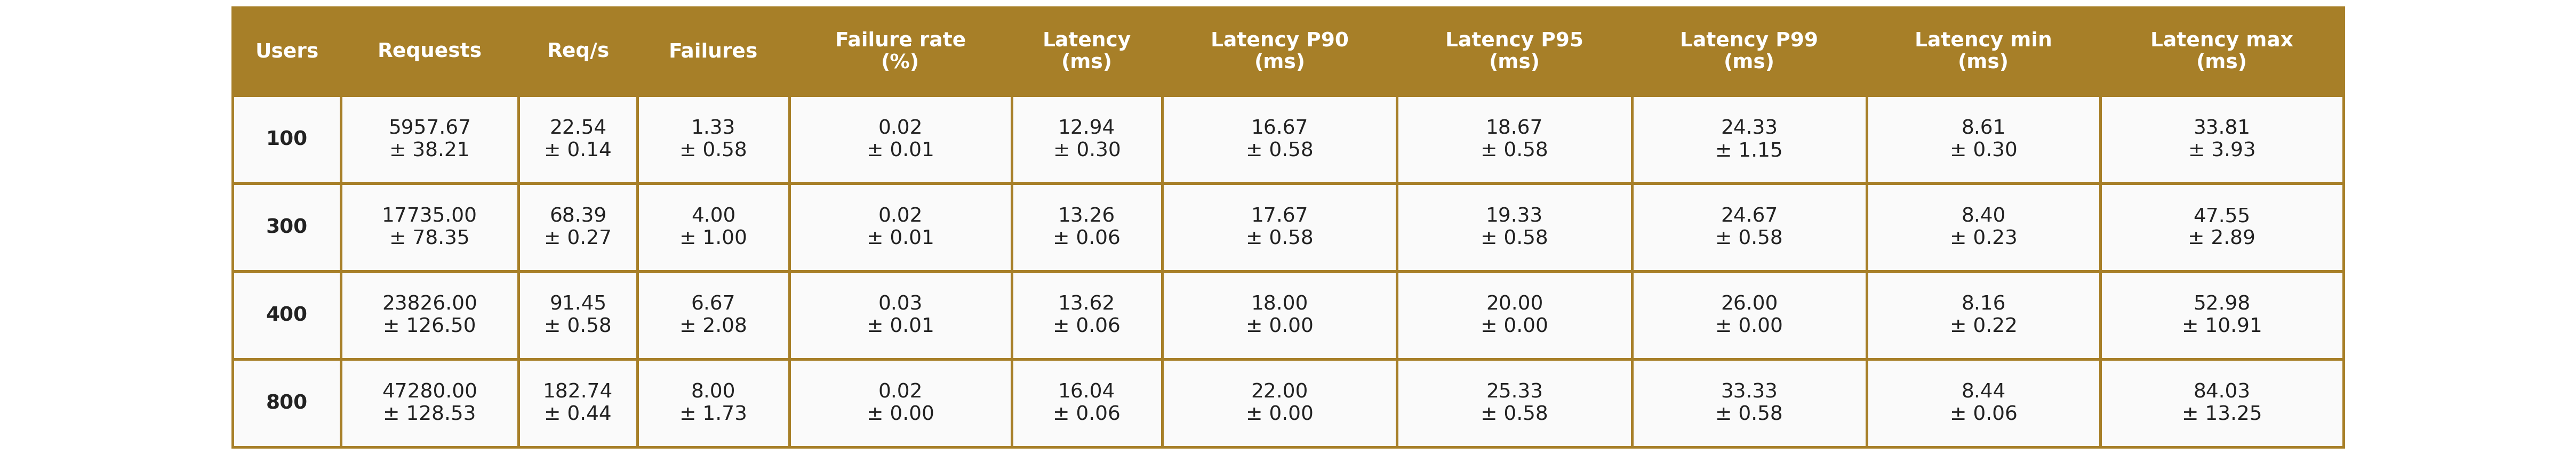 Users Requests Req/s Failures Failure rate (%) Latency (ms) Latency P90 (ms) Latency P95 (ms) Latency P99 (ms) Latency min (ms) Latency max (ms)
100 5957.67 ± 38.21 22.54 ± 0.14 1.33 ± 0.58 0.02 ± 0.01 12.94 ± 0.30 16.67 ± 0.58 18.67 ± 0.58 24.33 ± 1.15 8.61 ± 0.30 33.81 ± 3.93
300 17735.00 ± 78.35 68.39 ± 0.27 4.00 ± 1.00 0.02 ± 0.01 13.26 ± 0.06 17.67 ± 0.58 19.33 ± 0.58 24.67 ± 0.58 8.40 ± 0.23 47.55 ± 2.89
400 23826.00 ± 126.50 91.45 ± 0.58 6.67 ± 2.08 0.03 ± 0.01 13.62 ± 0.06 18.00 ± 0.00 20.00 ± 0.00 26.00 ± 0.00 8.16 ± 0.22 52.98 ± 10.91
800 47280.00 ± 128.53 182.74 ± 0.44 8.00 ± 1.73 0.02 ± 0.00 16.04 ± 0.06 22.00 ± 0.00 25.33 ± 0.58 33.33 ± 0.58 8.44 ± 0.06 84.03 ± 13.25